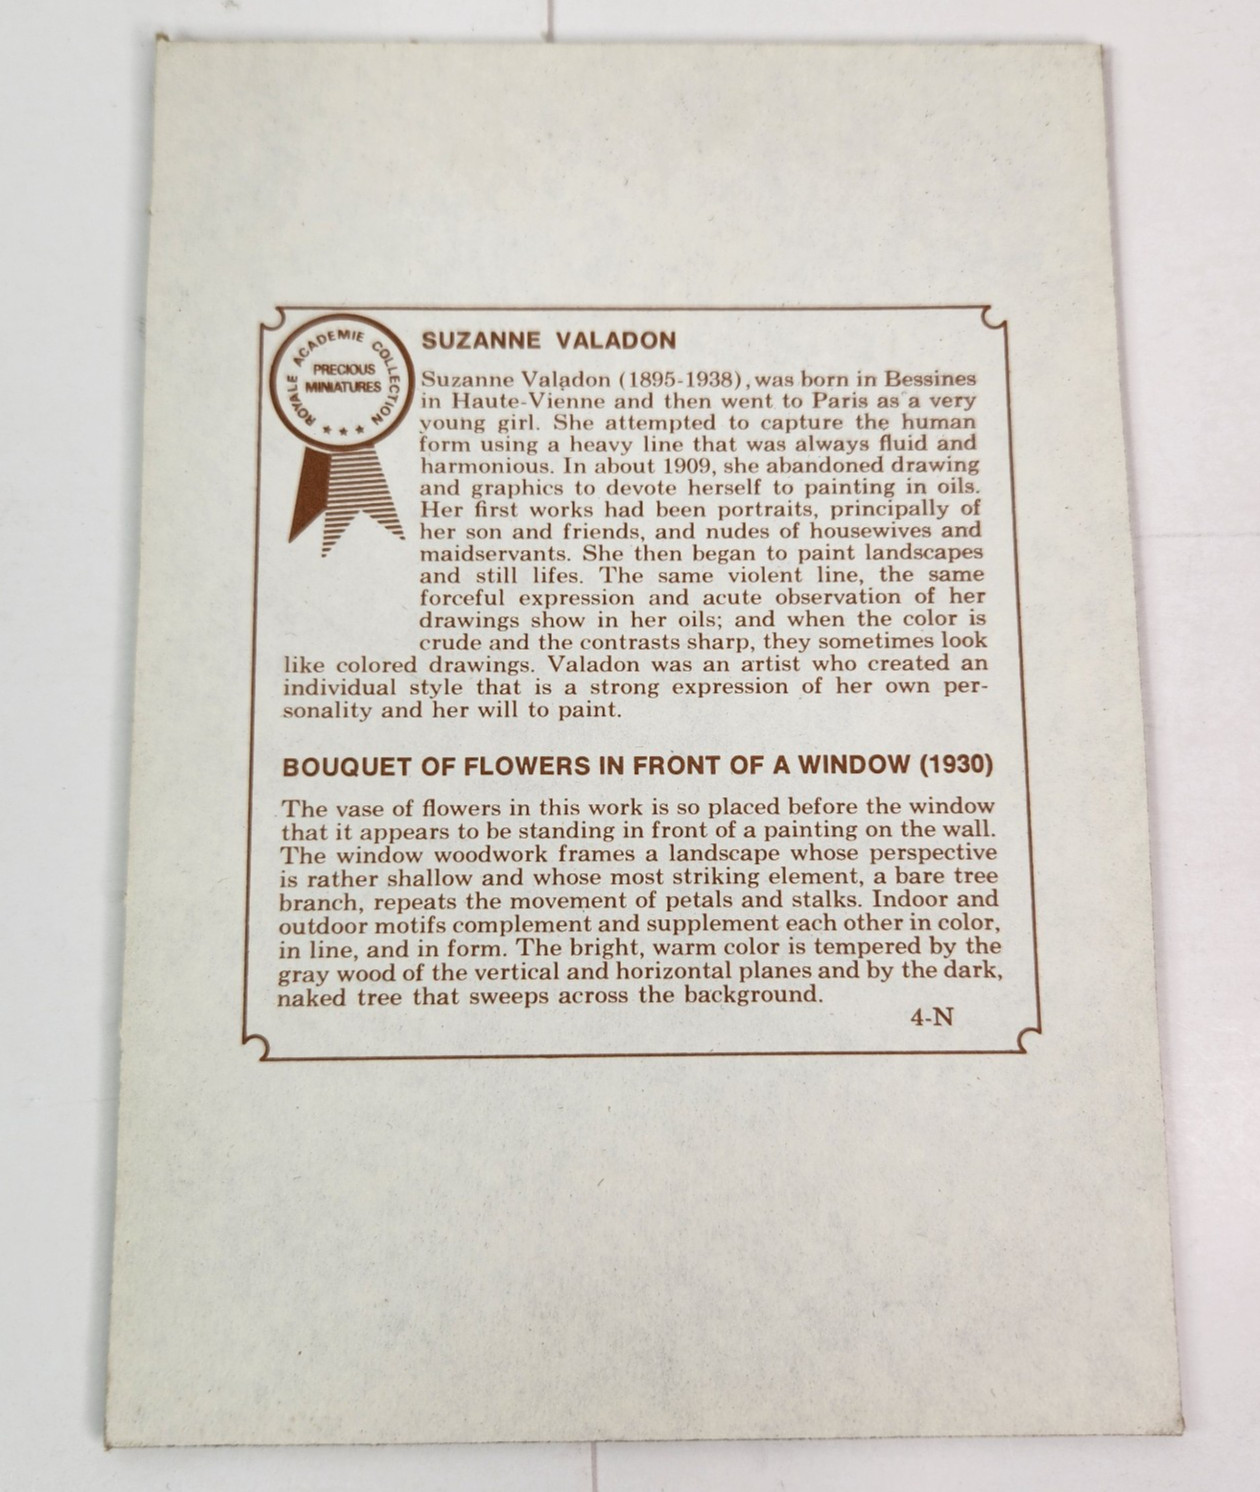 ROYALE ACADEMIE COLLECTION
PRECIOUS
MINIATURES
SUZANNE VALADON
Suzanne Valadon (1895-1938), was born in Bessines
in Haute-Vienne and then went to Paris as a very
young girl. She attempted to capture the human
form using a heavy line that was always fluid and
harmonious. In about 1909, she abandoned drawing
and graphics to devote herself to painting in oils.
Her first works had been portraits, principally of
her son and friends, and nudes of housewives and
maidservants. She then began to paint landscapes
and still lifes. The same violent line, the same
forceful expression and acute observation of her
drawings show in her oils; and when the color is
crude and the contrasts sharp, they sometimes look
like colored drawings. Valadon was an artist who created an
individual style that is a strong expression of her own per-
sonality and her will to paint.
BOUQUET OF FLOWERS IN FRONT OF A WINDOW (1930)
The vase of flowers in this work is so placed before the window
that it appears to be standing in front of a painting on the wall.
The window woodwork frames a landscape whose perspective
is rather shallow and whose most striking element, a bare tree
branch, repeats the movement of petals and stalks. Indoor and
outdoor motifs complement and supplement each other in color,
in line, and in form. The bright, warm color is tempered by the
gray wood of the vertical and horizontal planes and by the dark,
naked tree that sweeps across the background.
4-N